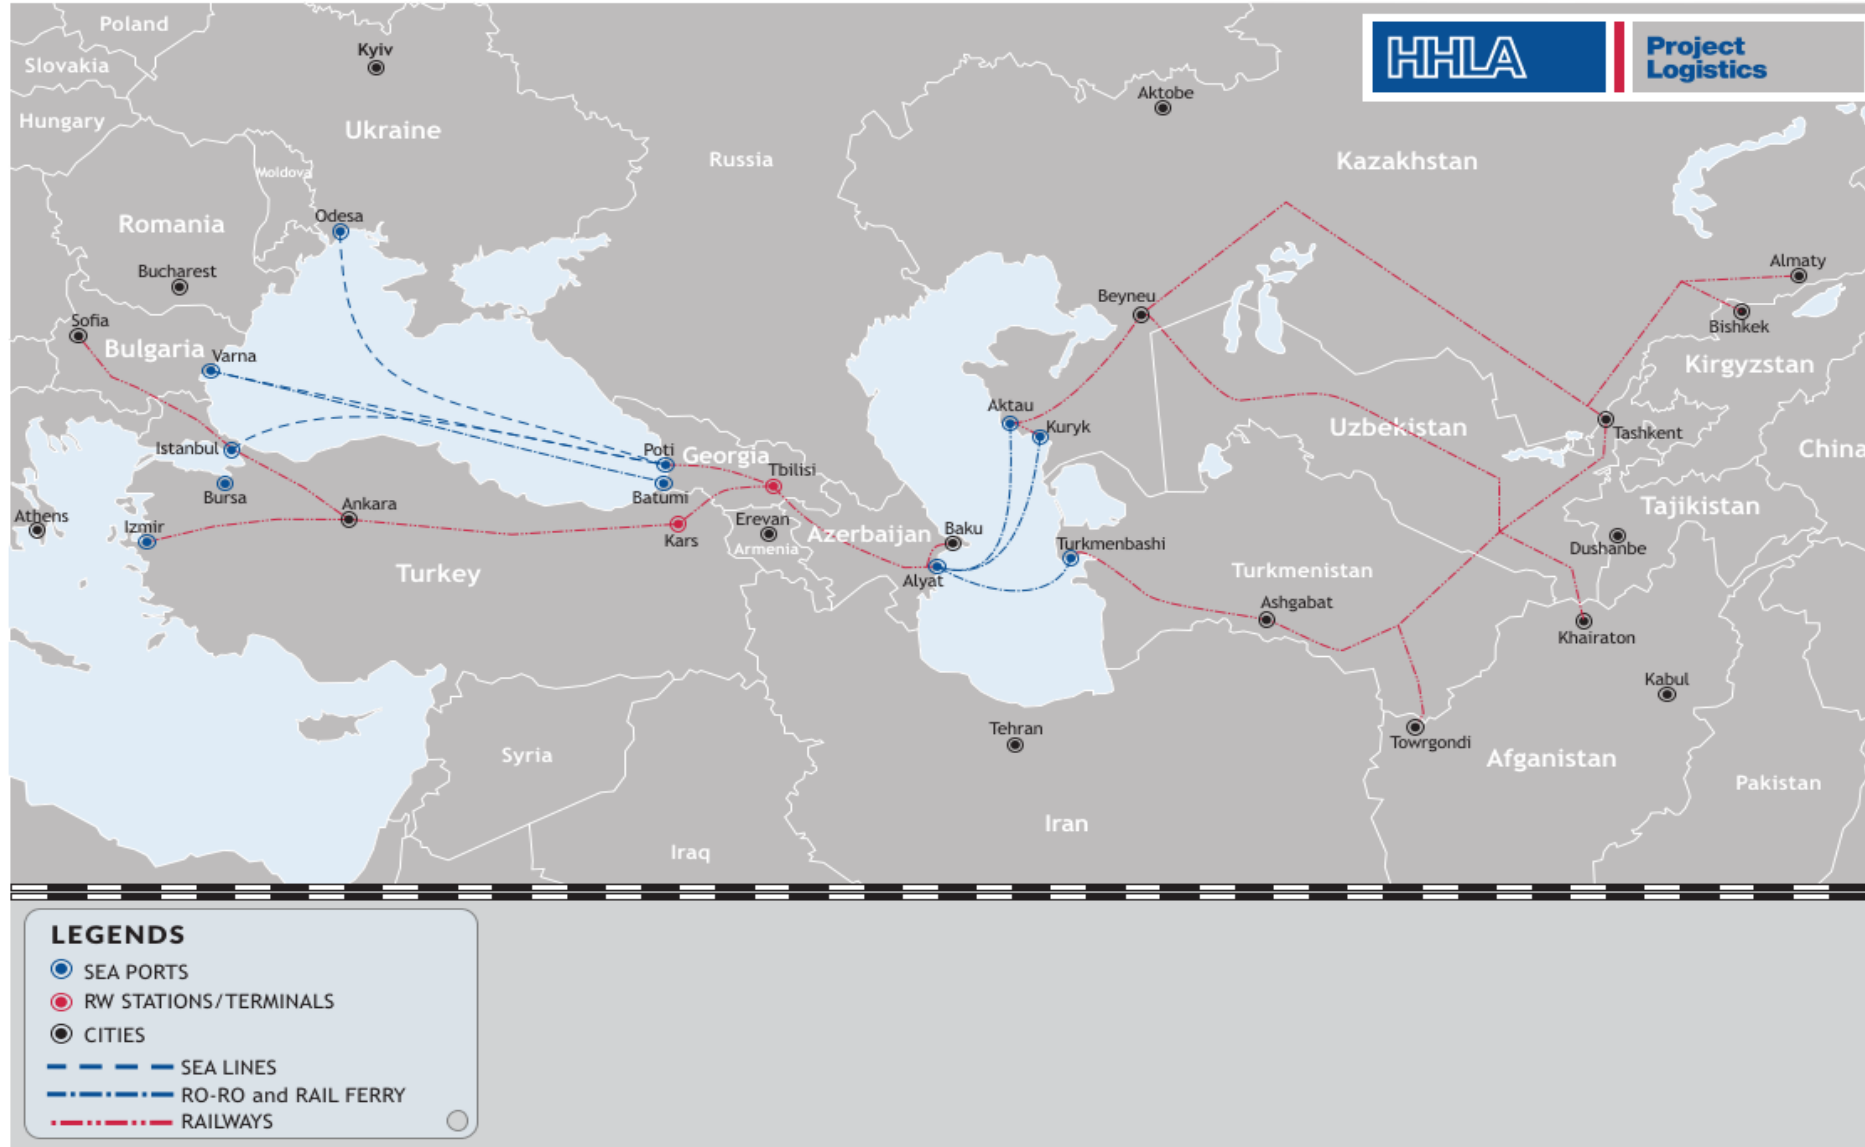 Poland
Kyiv
Slovakia
HHLA
Project
Logistics
Aktobe
Hungary
Ukraine
Russia
Kazakhstan
Moldova
Odesa
Romania
Bucharest
Almaty
Beyneu
Sofia
Bishkek
Bulgaria
Varna
Kirgyzstan
Aktau
Kuryk
Uzbekistan
Tashkent
Istanbul
Poti
Georgia
Tbilisi
China
Bursa
Batumi
Ankara
Tajikistan
Athens
Izmir
Erevan
Kars
Armenia
Azerbaijan
Baku
Turkmenbashi
Dushanbe
Turkey
Alyat
Turkmenistan
Ashgabat
Khairaton
Kabul
Tehran
Towrgondi
Syria
Afganistan
Pakistan
Iran
Iraq
LEGENDS
SEA PORTS
RW STATIONS/TERMINALS
CITIES
SEA LINES
RO-RO and RAIL FERRY
RAILWAYS